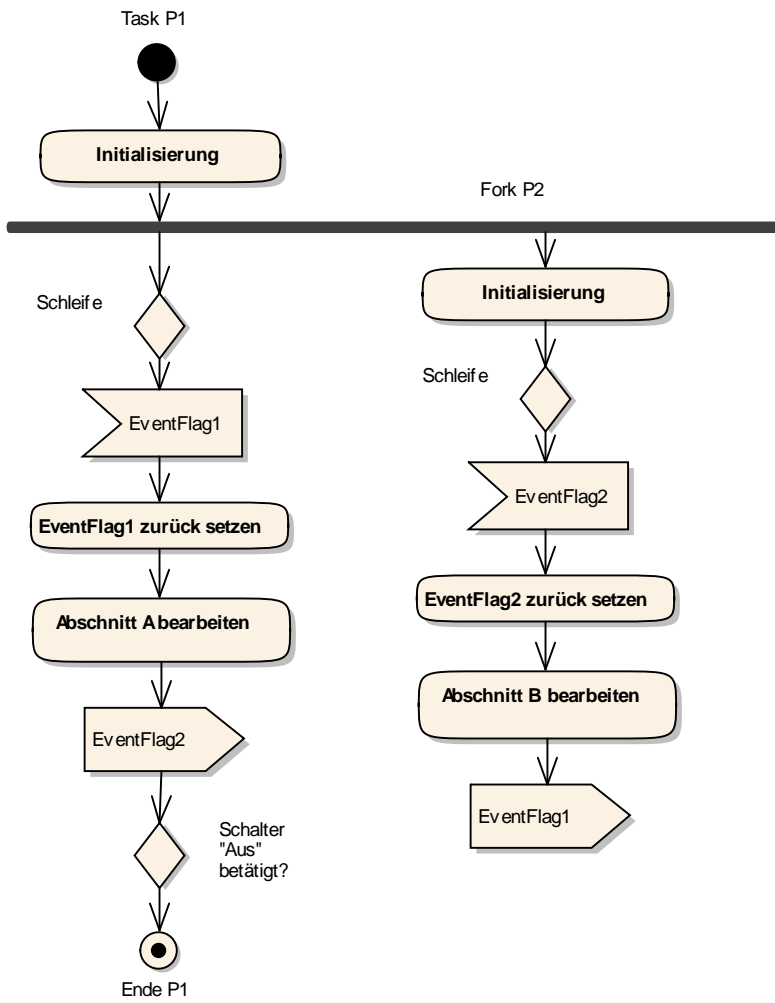 Task P1
Initialisierung
Fork P2
Schleife
Initialisierung
Schleife
EventFlag1
EventFlag2
EventFlag1 zurück setzen
EventFlag2 zurück setzen
Abschnitt A bearbeiten
Abschnitt B bearbeiten
EventFlag2
EventFlag1
Schalter
"Aus"
betätigt?
Ende P1